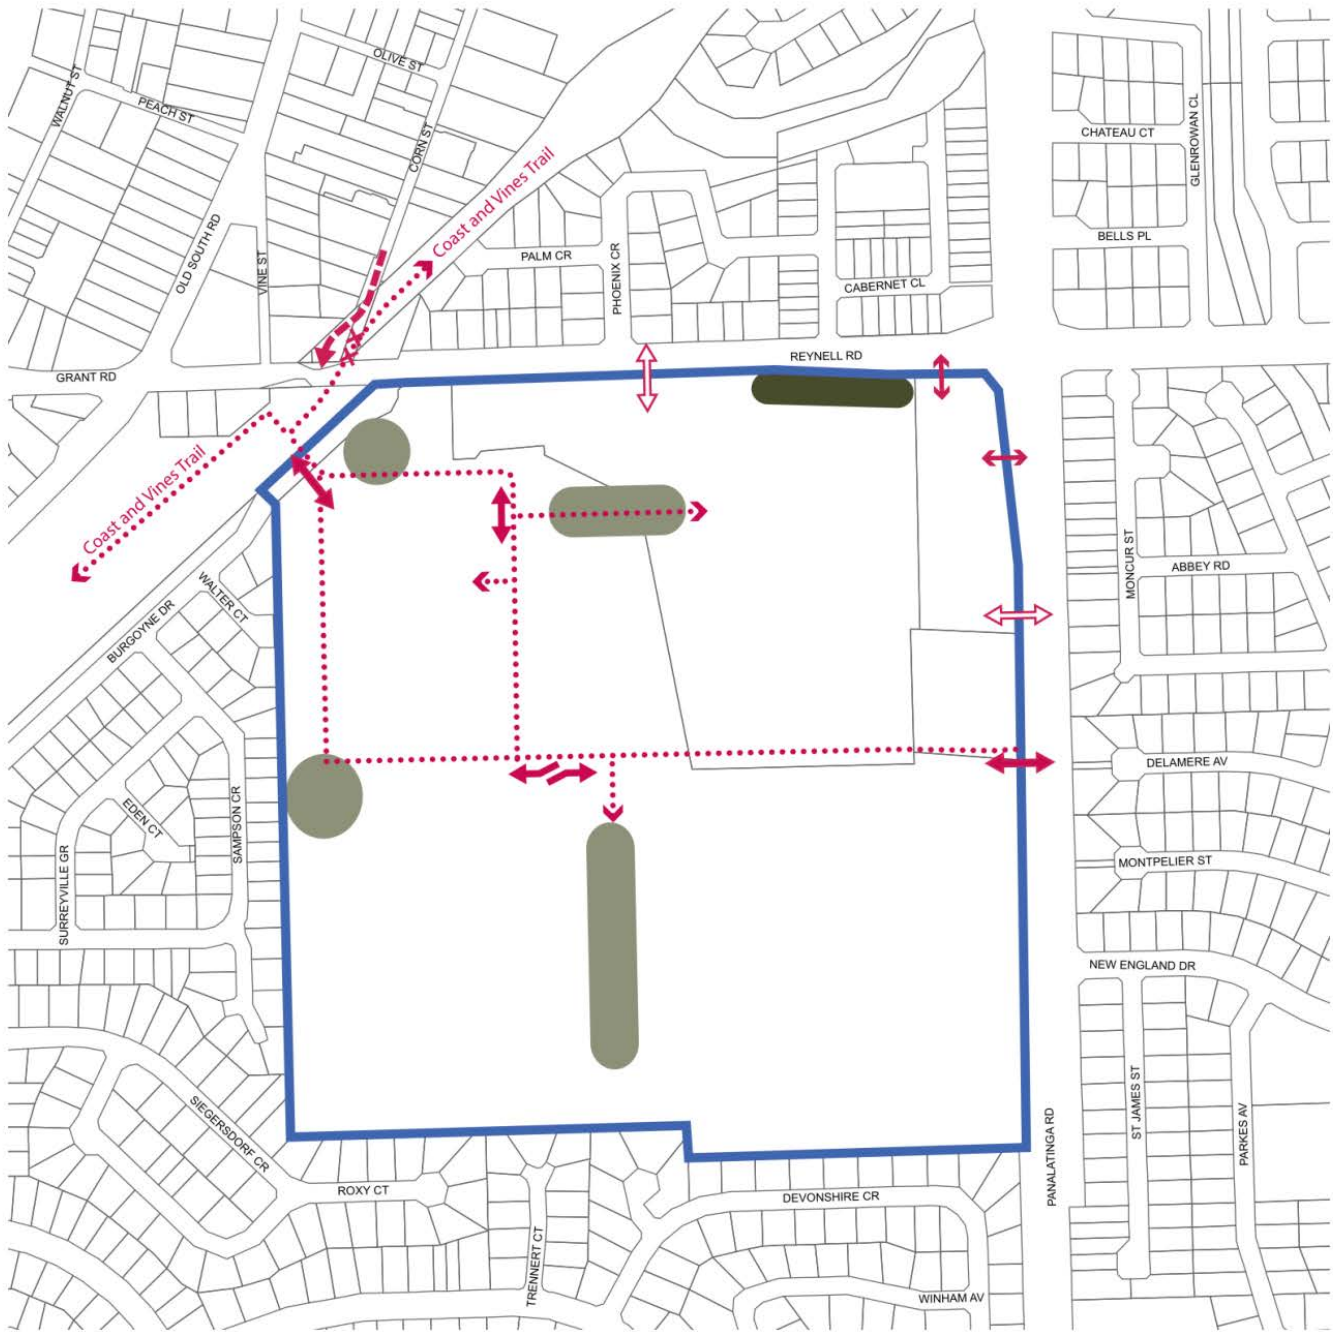 OLIVE ST
WALNUT ST
PEACH ST
CORN ST
CHATEAU CT
GLENROWAN CL
Coast and Vines Trail
OLD SOUTH RD
VINE ST
PALM CR
PHOENIX CR
BELLS PL
CABERNET CL
REYNELL RD
GRANT RD
Coast and Vines Trail
MONCUR ST
ABBEY RD
WALTER CT
BURGOYNE DR
DELAMERE AV
EDEN CT
SAMPSON CR
SURREYVILLE GR
MONTPELIER ST
NEW ENGLAND DR
SIEGERSDORF CR
ST JAMES ST
PARKES AV
PANALATINGA RD
ROXY CT
DEVONSHIRE CR
TRENNERT CT
WINHAM AV